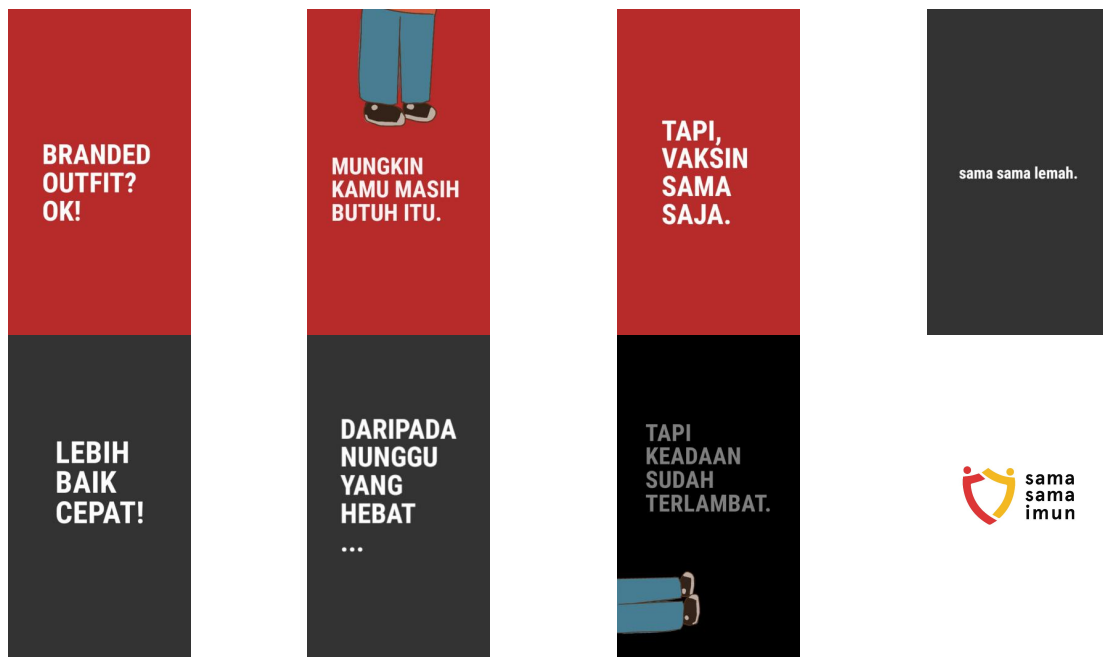 BRANDED
OUTFIT?
OK!
MUNGKIN
KAMU MASIH
BUTUH ITU.
TAPI,
VAKSIN
SAMA
SAJA.
sama sama lemah.
LEBIH
BAIK
CEPAT!
DARIPADA
NUNGGU
YANG
HEBAT
...
TAPI
KEADAAN
SUDAH
TERLAMBAT.
sama
sama
imun